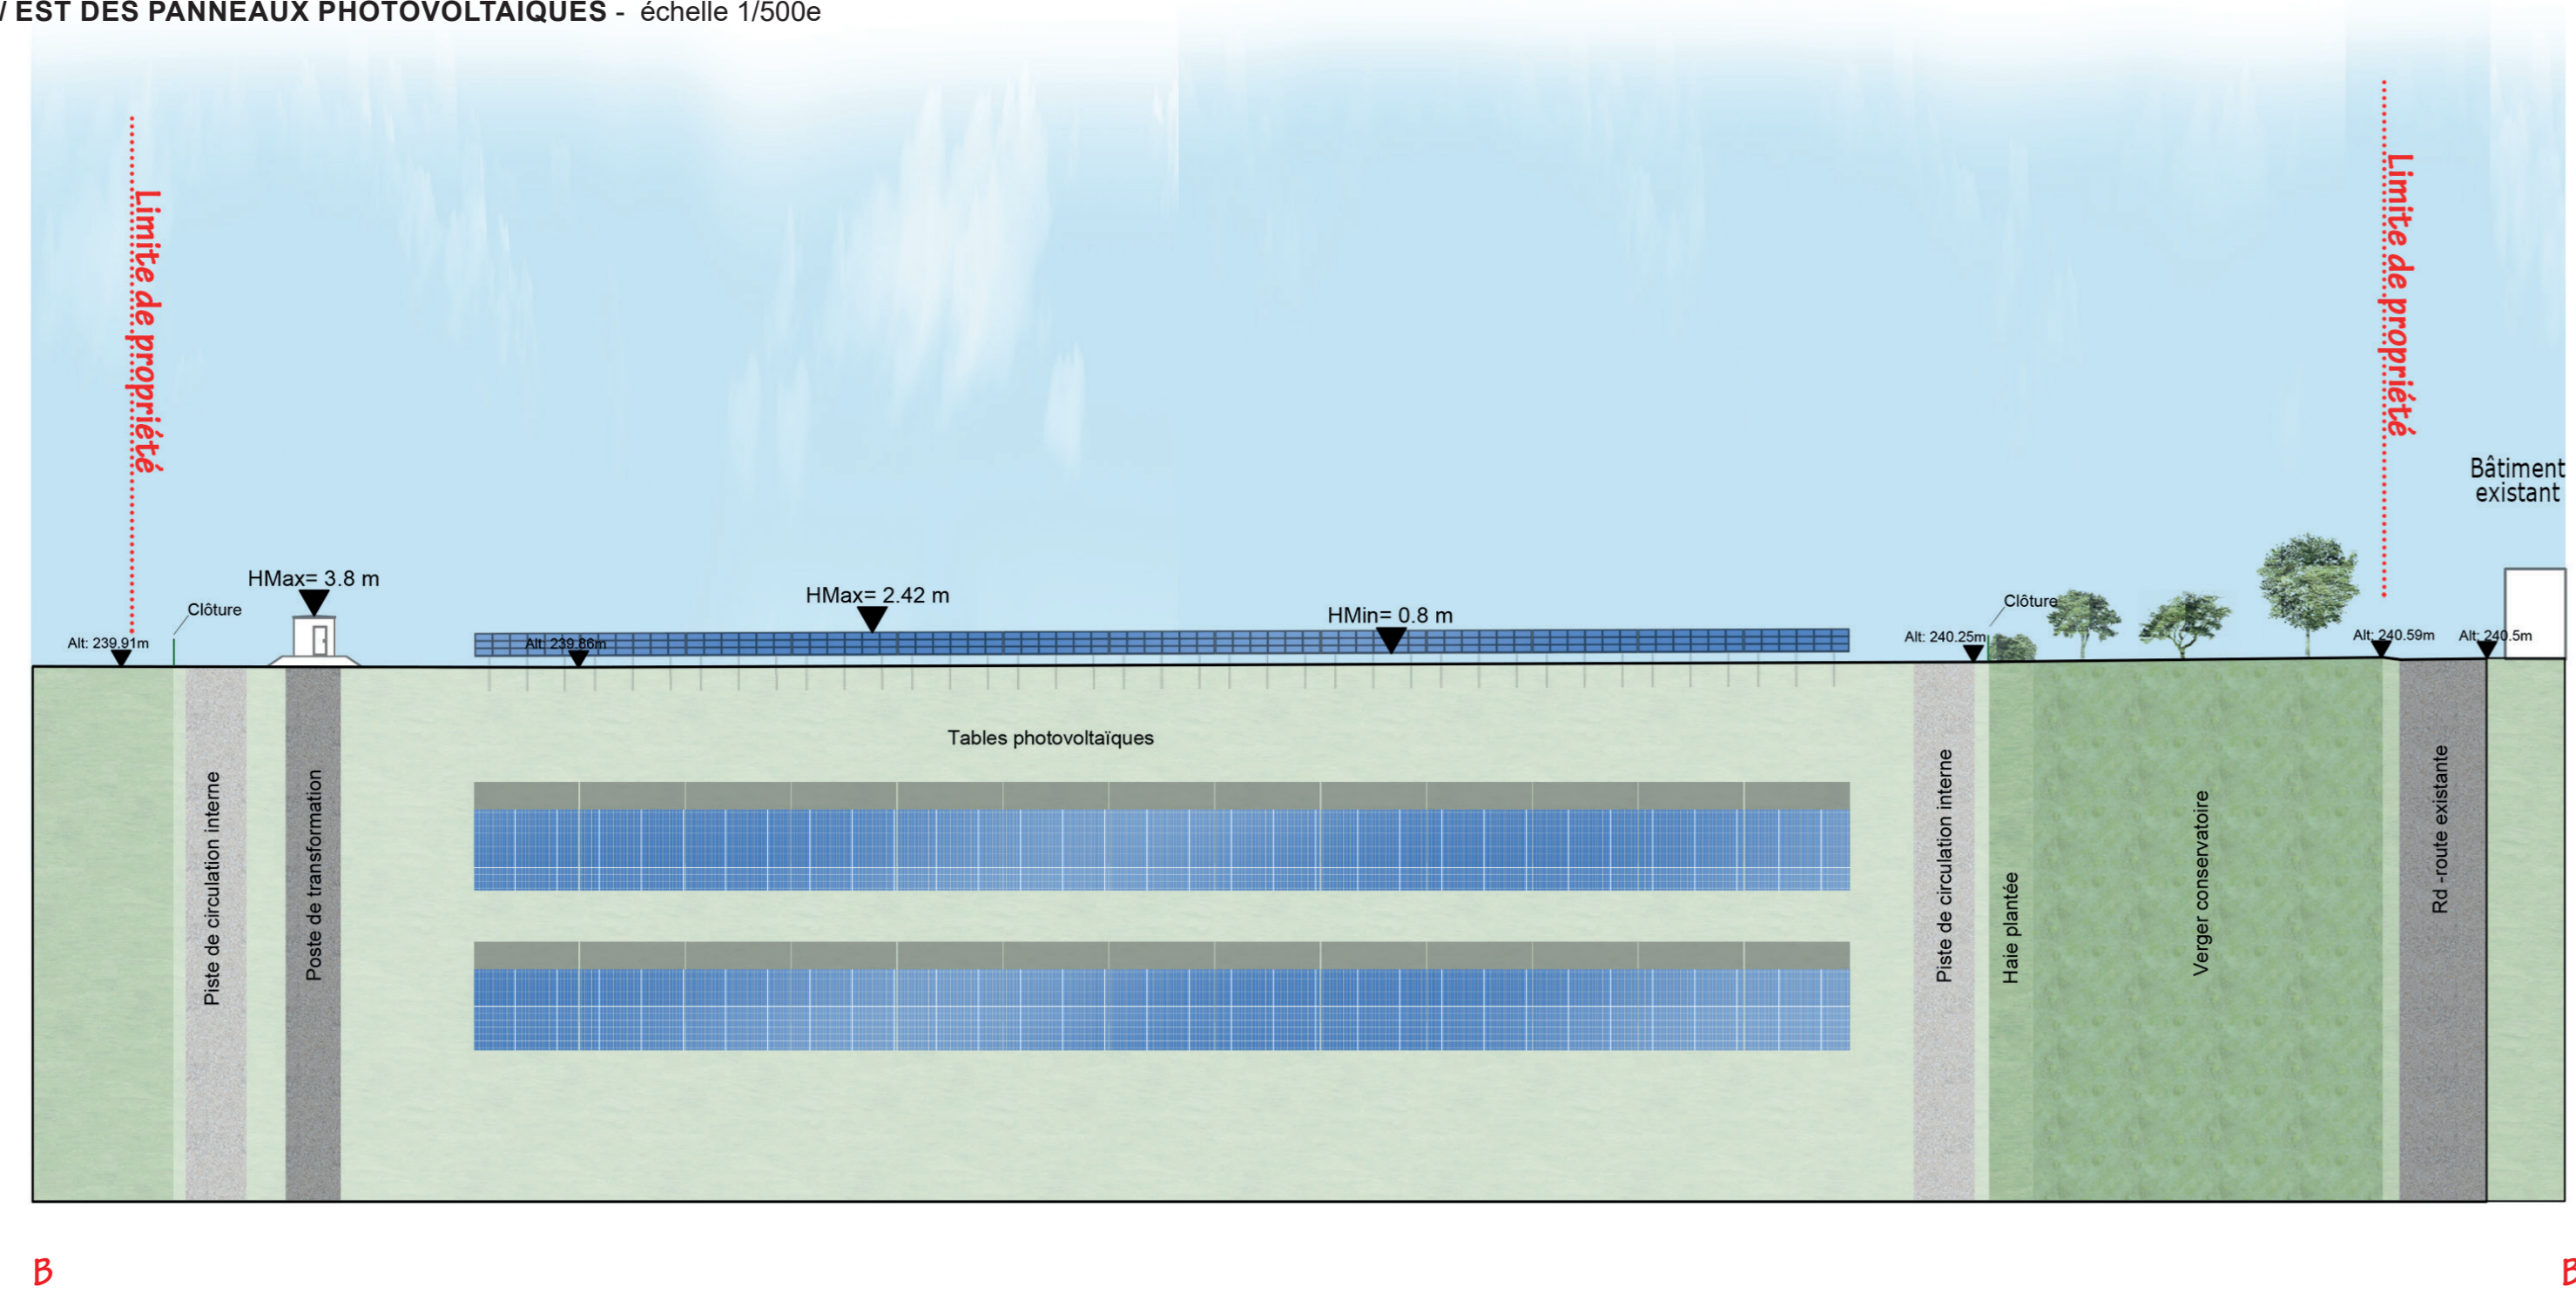 / EST DES PANNEAUX PHOTOVOLTAIQUES - échelle 1/500e
Limite de propriété
Limite de propriété
Bâtiment
existant
HMax= 3.8 m
HMax= 2.42 m
HMin= 0.8 m
Clôture
Clôture
Alt: 239.91m
Alt: 239.86m
Alt: 240.25m
Alt: 240.59m
Alt: 240.5m
Tables photovoltaïques
Piste de circulation interne
Poste de transformation
Piste de circulation interne
Haie plantée
Verger conservatoire
Rd -route existante
B
B